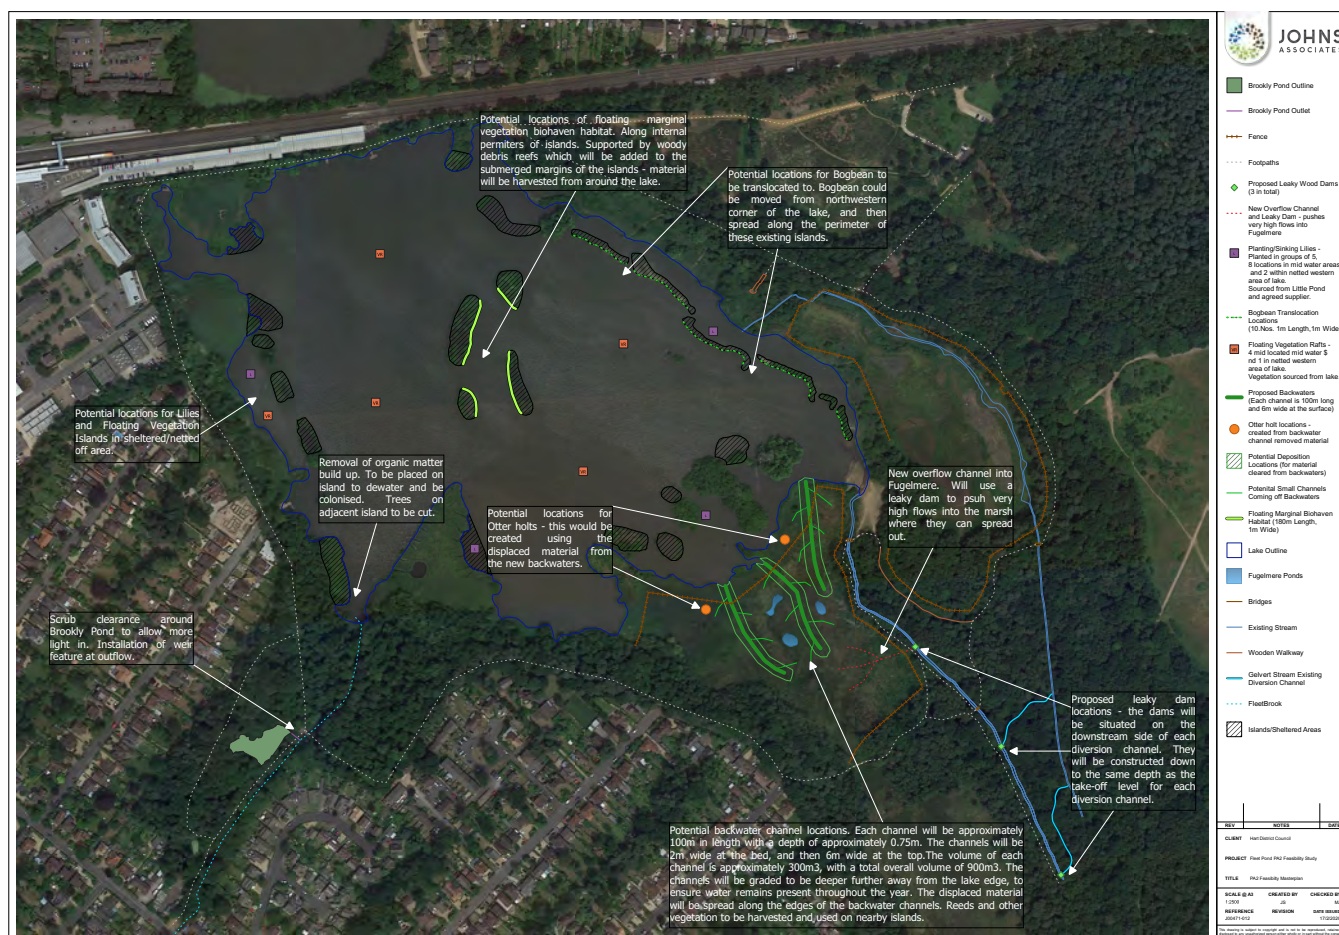 Potential locations of floating marginal
vegetation biohaven habitat. Along internal
permiters of islands. Supported by woody
debris reefs which will be added to the
submerged margins of the islands - material
will be harvested from around the lake.
Potential locations for Bogbean to
be translocated to. Bogbean could
be moved from northwestern
corner of the lake, and then
spread along the perimeter of
these existing islands.
Potential locations for Lilies
and Floating Vegetation
Islands in sheltered/netted
off area.
Removal of organic matter
build up. To be placed on
island to dewater and be
colonised. Trees on
adjacent island to be cut.
Potential locations for
Otter holts - this would be
created using the
displaced material from
the new backwaters.
New overflow channel into
Fugelmere. Will use a
leaky dam to psuh very
high flows into the marsh
where they can spread
out.
Scrub clearance around
Brookly Pond to allow more
light in. Installation of weir
feature at outflow.
Proposed leaky dam
locations - the dams will
be situated on the
downstream side of each
diversion channel. They
will be constructed down
to the same depth as the
take-off level for each
diversion channel.
Potential backwater channel locations. Each channel will be approximately
100m in length with a depth of approximately 0.75m. The channels will be
2m wide at the bed, and then 6m wide at the top.The volume of each
channel is approximately 300m3, with a total overall volume of 900m3. The
channels will be graded to be deeper further away from the lake edge, to
ensure water remains present throughout the year. The displaced material
will be spread along the edges of the backwater channels. Reeds and other
vegetation to be harvested and used on nearby islands.
JOHNS
ASSOCIATE
Brookly Pond Outline
Brookly Pond Outlet
Fence
Footpaths
Proposed Leaky Wood Dams
(3 in total)
New Overflow Channel
and Leaky Dam - pushes
very high flows into
Fugelmere
Planting/Sinking Lilies -
Planted in groups of 5,
8 locations in mid water areas
and 2 within netted western
area of lake.
Sourced from Little Pond
and agreed supplier.
Bogbean Translocation
Locations
(10.Nos. 1m Length,1m Wide
Floating Vegetation Rafts -
4 mid located mid water $
nd 1 in netted western
area of lake.
Vegetation sourced from lake
Proposed Backwaters
(Each channel is 100m long
and 6m wide at the surface)
Otter holt locations -
created from backwater
channel removed material
Potential Deposition
Locations (for material
cleared from backwaters)
Potenital Small Channels
Coming off Backwaters
Floating Marginal Biohaven
Habitat (180m Length,
1m Wide)
Lake Outline
Fugelmere Ponds
Bridges
Existing Stream
Wooden Walkway
Gelvert Stream Existing
Diversion Channel
FleetBrook
Islands/Sheltered Areas
REV NOTES DATE
CLIENT Hart District Council
PROJECT Fleet Pond PA2 Feasibility Study
TITLE PA2 Feasibility Masterplan
SCALE @ A3 CREATED BY CHECKED BY
1:2500 JS
REFERENCE REVISION DATE ISSUED
J00471-012